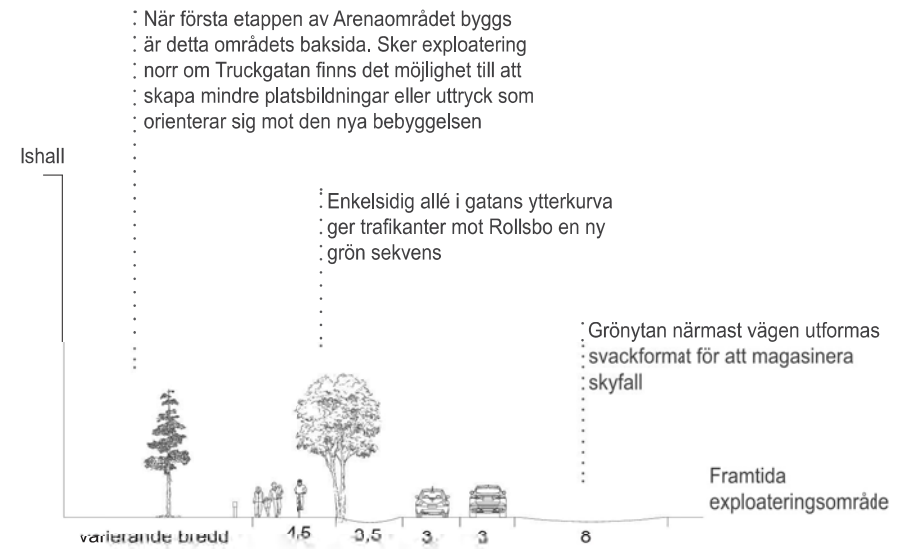 När första etappen av Arenaområdet byggs
är detta områdets baksida. Sker exploatering
norr om Truckgatan finns det möjlighet till att
skapa mindre platsbildningar eller uttryck som
orienterar sig mot den nya bebyggelsen
Ishall
Enkelsidig allé i gatans ytterkurva
ger trafikanter mot Rollsbo en ny
grön sekvens
Grönytan närmast vägen utformas
svackformat för att magasinera
skyfall
Framtida
exploateringsområde
varierande bredd 4,5 3,5 3 3 8